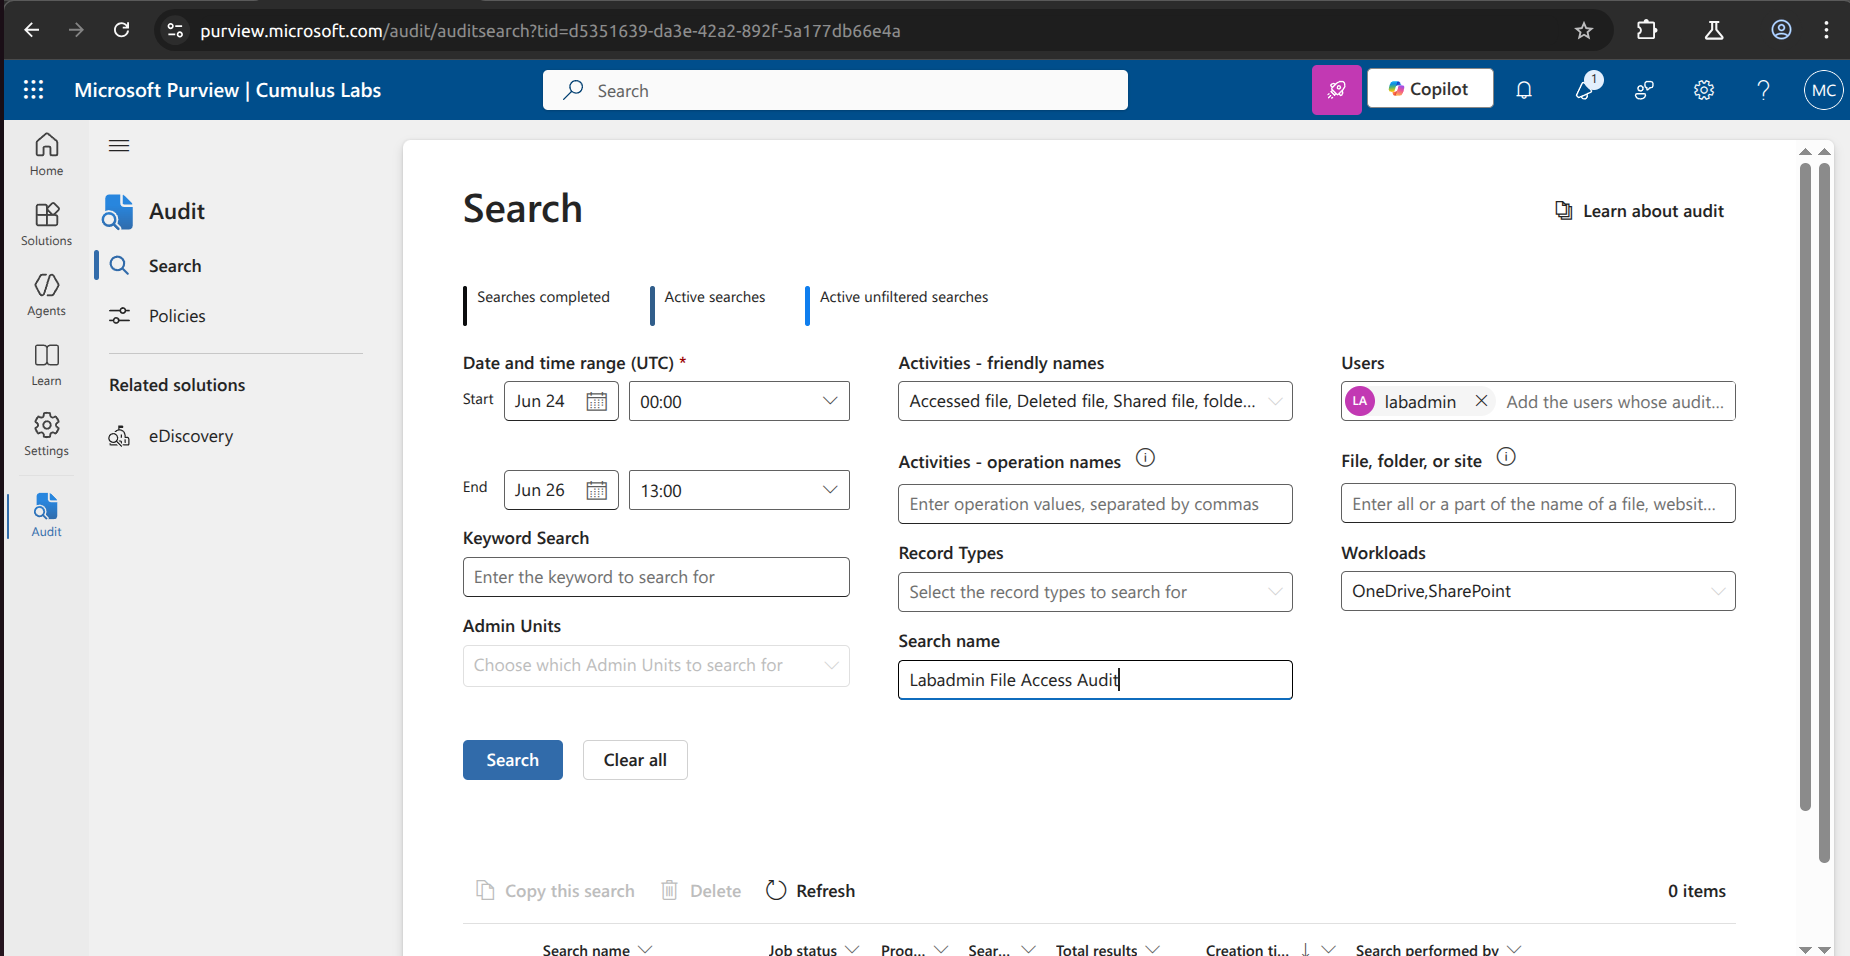 purview.microsoft.com/audit/auditsearch?tid=d5351639-da3e-42a2-892f-5a177db66e4a
Microsoft Purview | Cumulus Labs
Search
Copilot
1
MC
Home
Solutions
Agents
Learn
Settings
Audit
Audit
Search
Policies
Related solutions
eDiscovery
Search
Learn about audit
Searches completed
Active searches
Active unfiltered searches
Date and time range (UTC) *
Start
Jun 24
00:00
End
Jun 26
13:00
Keyword Search
Enter the keyword to search for
Admin Units
Choose which Admin Units to search for
Activities - friendly names
Accessed file, Deleted file, Shared file, folde...
Activities - operation names
Enter operation values, separated by commas
Record Types
Select the record types to search for
Search name
Labadmin File Access Audit
Users
LA
labadmin
Add the users whose audit...
File, folder, or site
Enter all or a part of the name of a file, websit...
Workloads
OneDrive,SharePoint
Search
Clear all
Copy this search
Delete
Refresh
0 items
Search name
Job status
Prog...
Sear...
Total results
Creation ti...
Search performed by